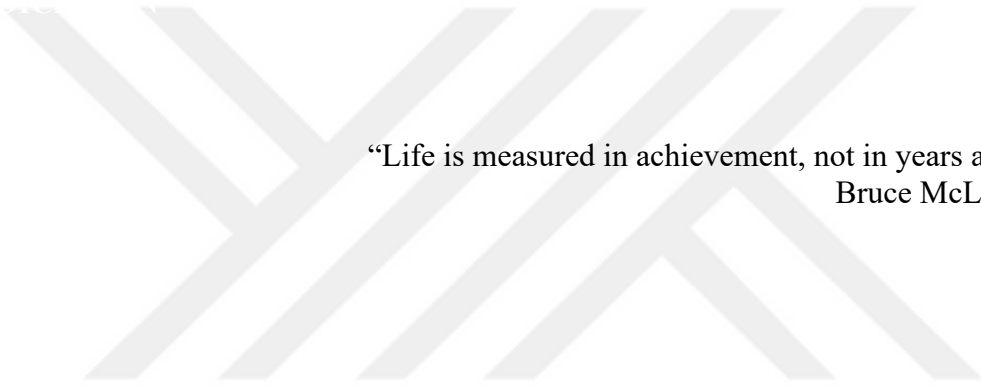 “Life is measured in achievement, not in years a
Bruce McL